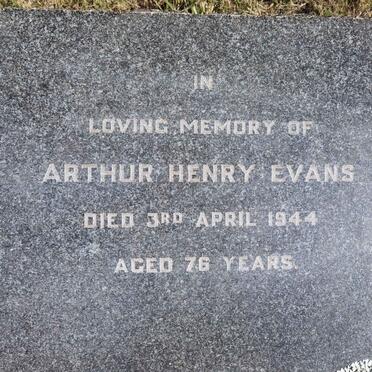 IN
LOVING MEMORY OF
ARTHUR HENRY EVANS
DIED 3RD APRIL 1944
AGED 76 YEARS.